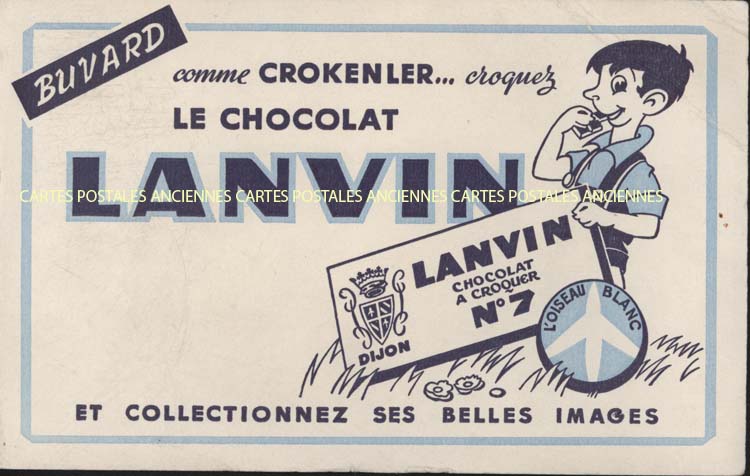 BUVARD
comme CROKENLER... croquez
LE CHOCOLAT
LANVIN
CARTES POSTALES ANCIENNES CARTES POSTALES ANCIENNES CARTES POSTALES ANCIENNES
LANVIN
CHOCOLAT
A CROQUER
N° 7
DIJON
L'OISEAU BLANC
ET COLLECTIONNEZ SES BELLES IMAGES